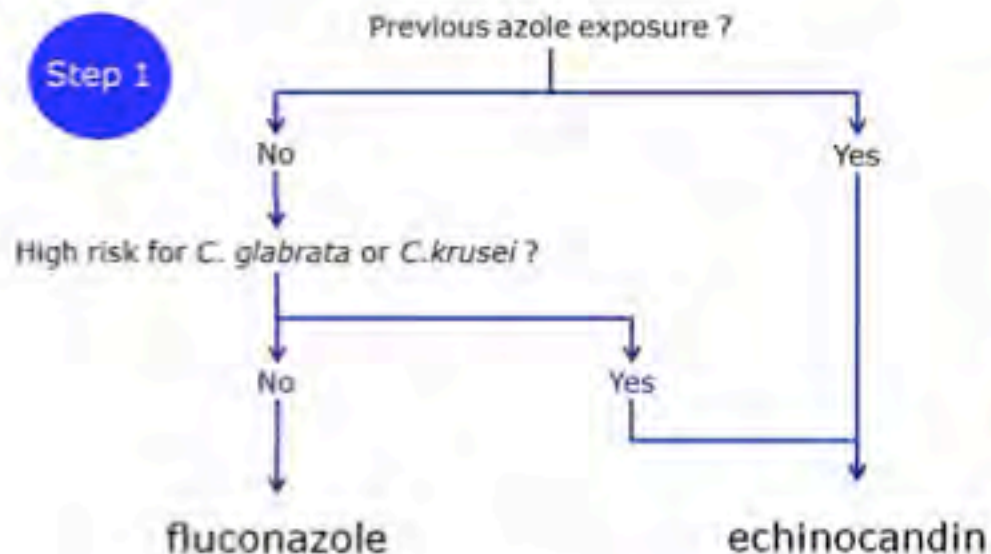 Step 1
Previous azole exposure ?
No
Yes
High risk for C. glabrata or C.krusei ?
No
Yes
fluconazole
echinocandin